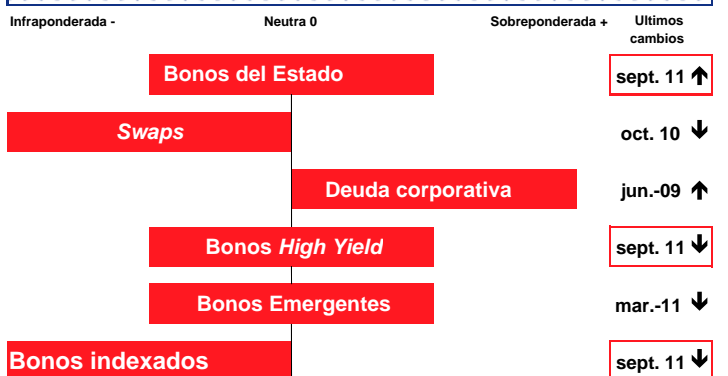 Infraponderada - Neutra 0 Sobreponderada + Ultimos
cambios
Bonos del Estado sept. 11 ↑
Swaps oct. 10 ↓
Deuda corporativa jun.-09 ↑
Bonos High Yield sept. 11 ↓
Bonos Emergentes mar.-11 ↓
Bonos indexados sept. 11 ↓